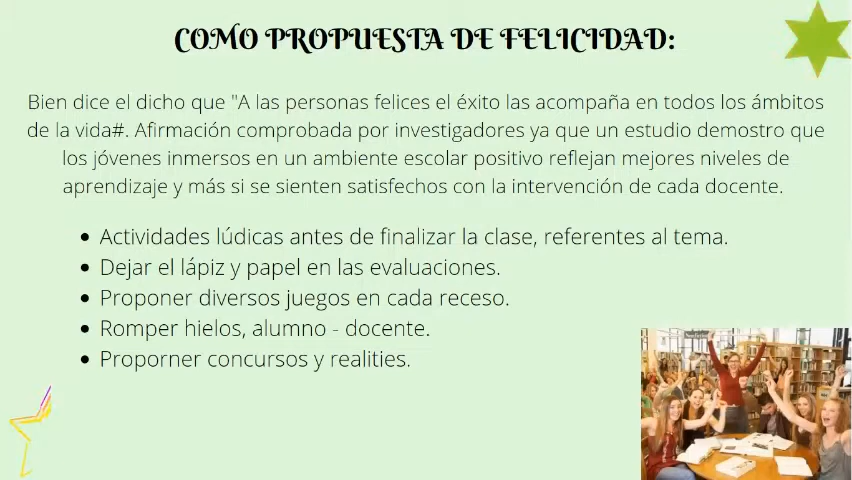 COMO PROPUESTA DE FELICIDAD:
Bien dice el dicho que "A las personas felices el éxito las acompaña en todos los ámbitos
de la vida#. Afirmación comprobada por investigadores ya que un estudio demostro que
los jóvenes inmersos en un ambiente escolar positivo reflejan mejores niveles de
aprendizaje y más si se sienten satisfechos con la intervención de cada docente.
• Actividades lúdicas antes de finalizar la clase, referentes al tema.
• Dejar el lápiz y papel en las evaluaciones.
• Proponer diversos juegos en cada receso.
• Romper hielos, alumno - docente.
• Proporner concursos y realities.